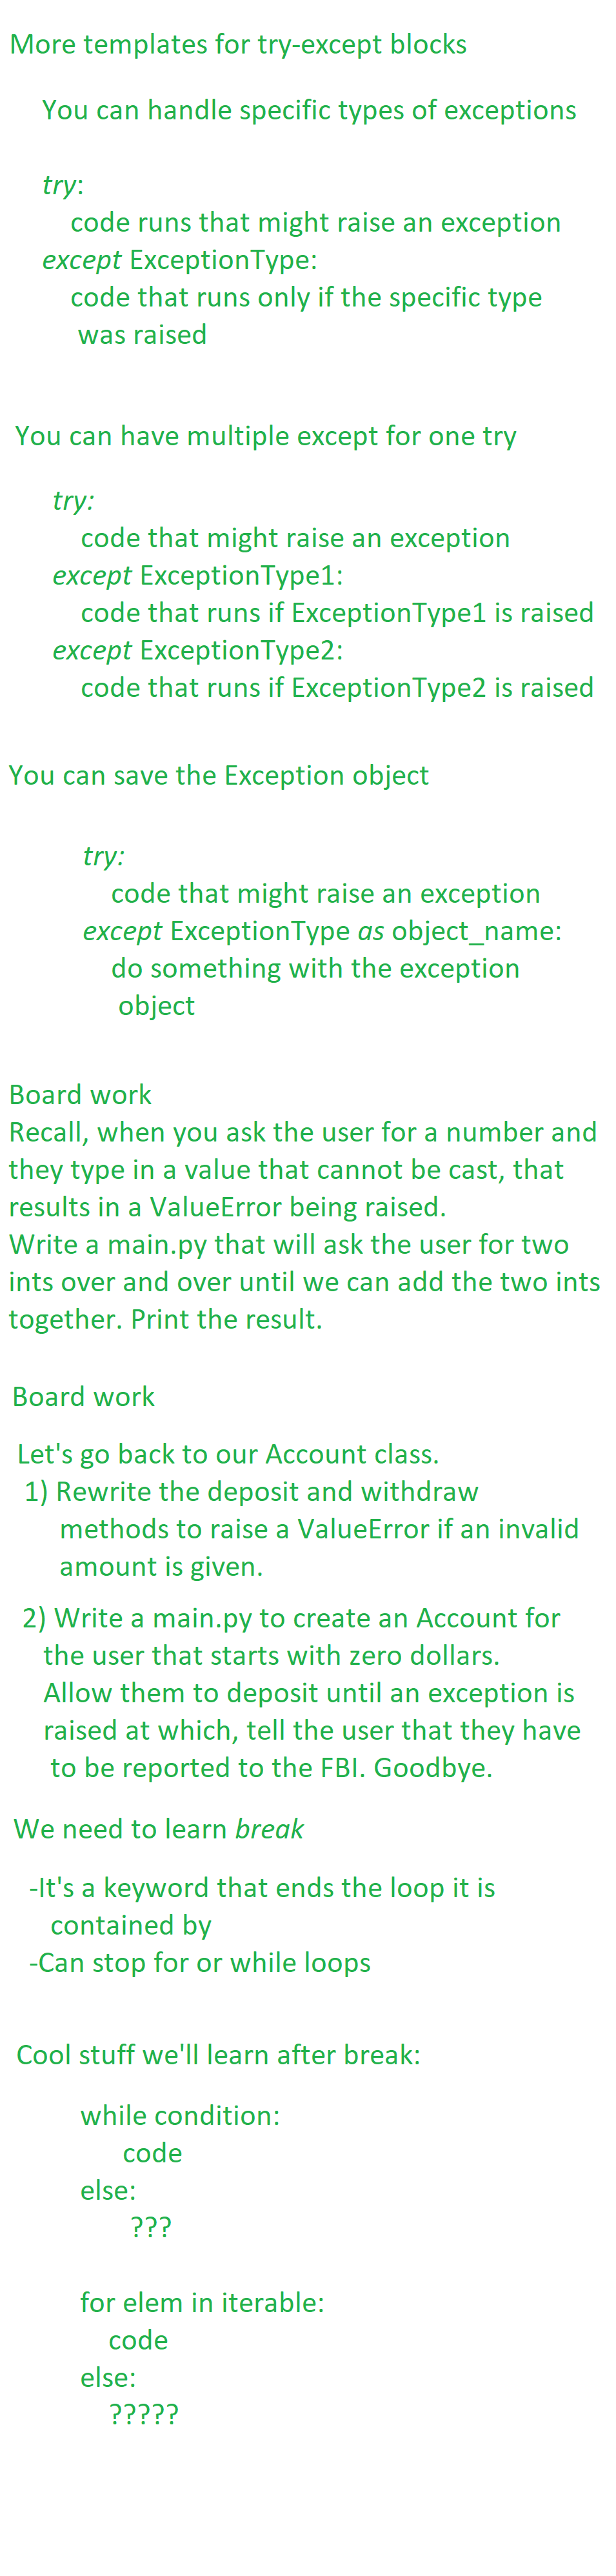 More templates for try-except blocks
You can handle specific types of exceptions
try:
code runs that might raise an exception
except ExceptionType:
code that runs only if the specific type
was raised
You can have multiple except for one try
try:
code that might raise an exception
except ExceptionType1:
code that runs if ExceptionType1 is raised
except ExceptionType2:
code that runs if ExceptionType2 is raised
You can save the Exception object
try:
code that might raise an exception
except ExceptionType as object_name:
do something with the exception
object
Board work
Recall, when you ask the user for a number and
they type in a value that cannot be cast, that
results in a ValueError being raised.
Write a main.py that will ask the user for two
ints over and over until we can add the two ints
together. Print the result.
Board work
Let's go back to our Account class.
1) Rewrite the deposit and withdraw
methods to raise a ValueError if an invalid
amount is given.
2) Write a main.py to create an Account for
the user that starts with zero dollars.
Allow them to deposit until an exception is
raised at which, tell the user that they have
to be reported to the FBI. Goodbye.
We need to learn break
-It's a keyword that ends the loop it is
contained by
-Can stop for or while loops
Cool stuff we'll learn after break:
while condition:
code
else:
???
for elem in iterable:
code
else:
?????